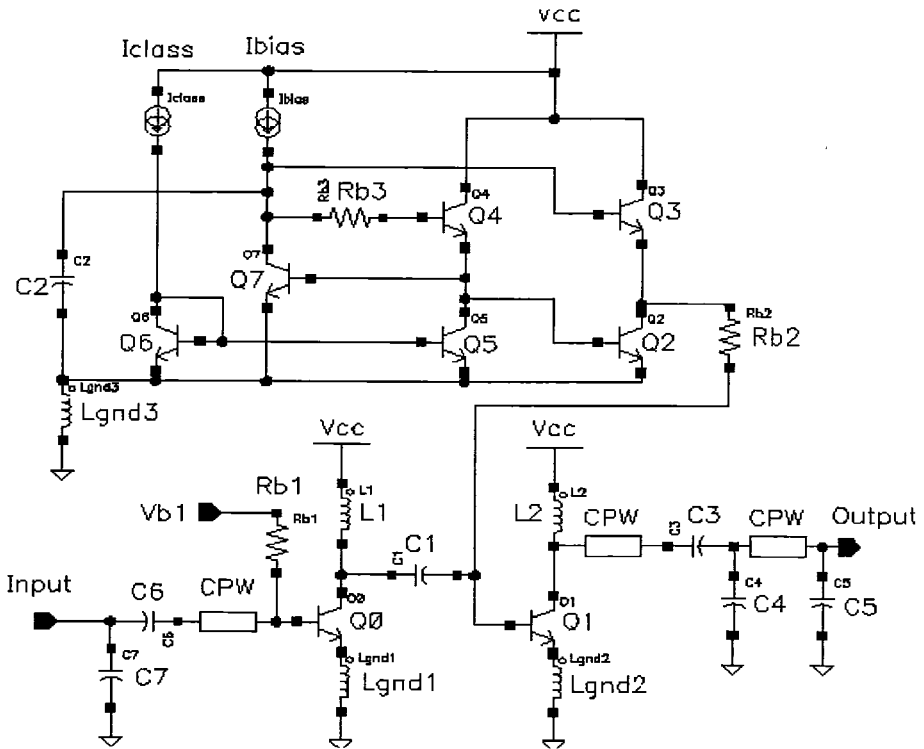 vcc
Iclass Ibias
Iclass Ibias
Rb3 Rb3 Q4 Q4 Q3 Q3
C2 C2 Q7 Q7
Q6 Q6 Q5 Q5 Q2 Q2 Rb2 Rb2
Lgnd3 Lgnd3
Vcc Vcc
Rb1 L1 L1 L2 L2
Vb1 Rb1 C1 C1 CPW C3 C3 CPW Output
Input C6 CPW Q0 Q0 Q1 Q1 C4 C4 C5 C5
C7 C7 Lgnd1 Lgnd1 Lgnd2 Lgnd2